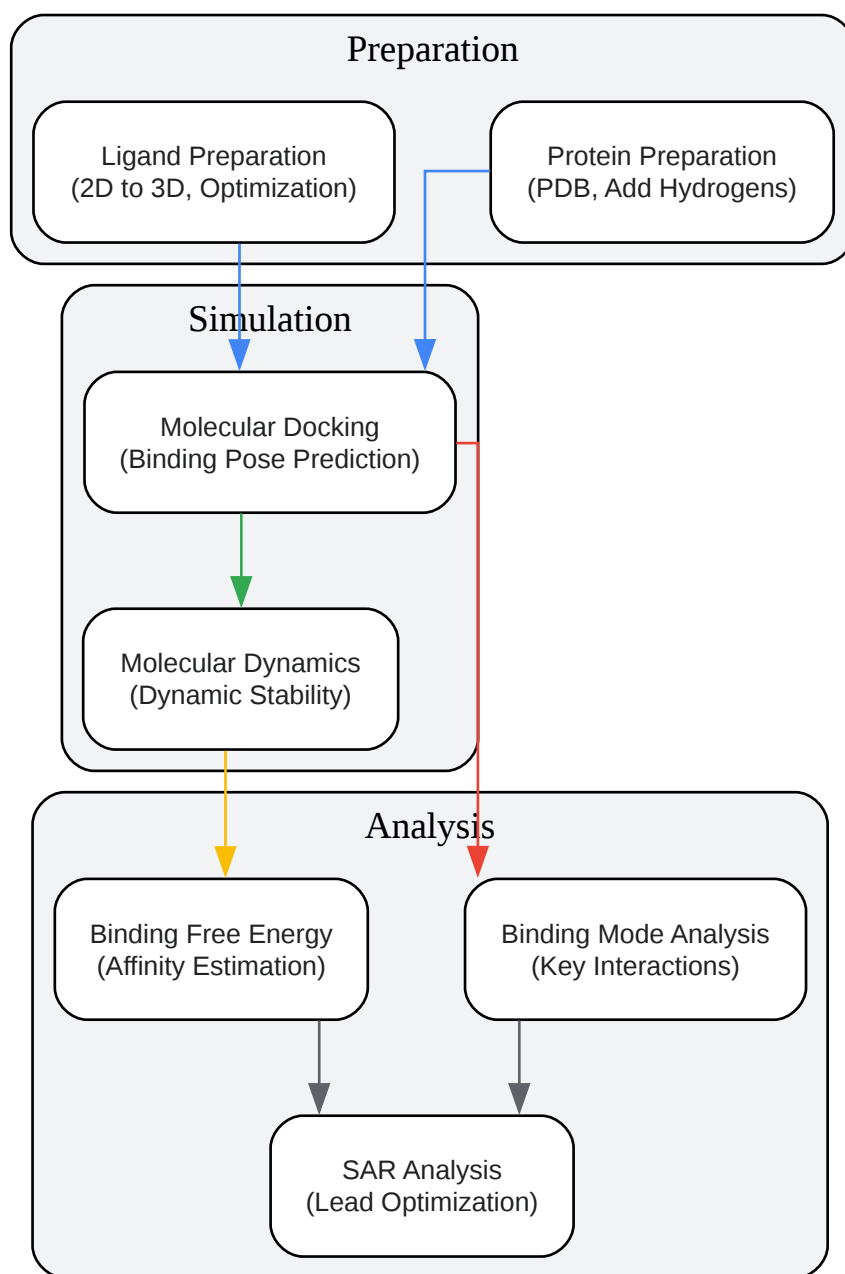 Preparation
Ligand Preparation
(2D to 3D, Optimization)
Protein Preparation
(PDB, Add Hydrogens)
Simulation
Molecular Docking
(Binding Pose Prediction)
Molecular Dynamics
(Dynamic Stability)
Analysis
Binding Free Energy
(Affinity Estimation)
Binding Mode Analysis
(Key Interactions)
SAR Analysis
(Lead Optimization)